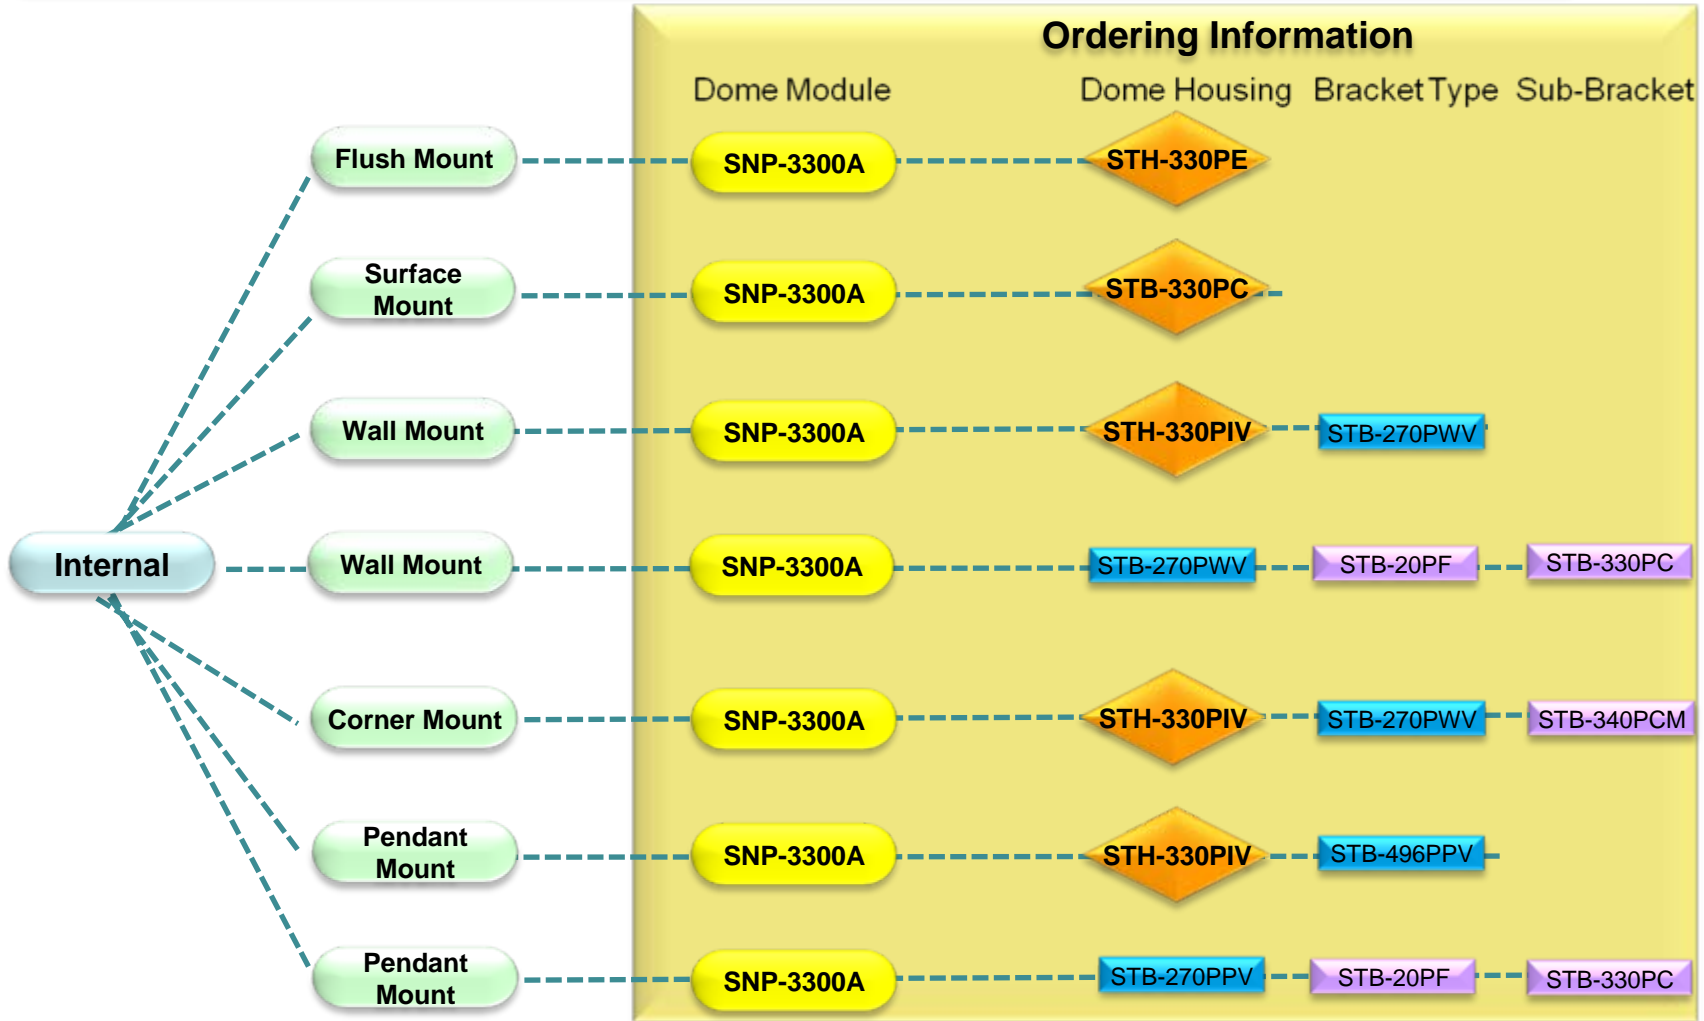 Ordering Information
Dome Module Dome Housing Bracket Type Sub-Bracket
Flush Mount SNP-3300A STH-330PE
Surface
Mount
SNP-3300A STB-330PC
Wall Mount SNP-3300A STH-330PIV STB-270PWV
Internal
Wall Mount SNP-3300A STB-270PWV STB-20PF STB-330PC
Corner Mount SNP-3300A STH-330PIV STB-270PWV STB-340PCM
Pendant
Mount
SNP-3300A STH-330PIV STB-496PPV
Pendant
Mount
SNP-3300A STB-270PPV STB-20PF STB-330PC